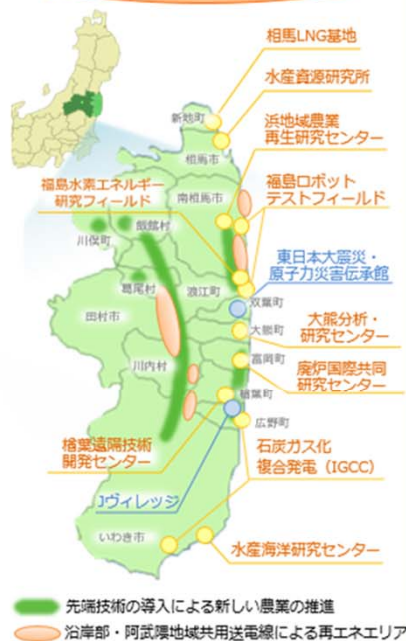 相馬LNG基地
水産資源研究所
新地町
浜地域農業
再生研究センター
相馬市
福島水素エネルギー
研究フィールド
南相馬市
福島ロボット
テストフィールド
飯舘村
川俣町
東日本大震災・
原子力災害伝承館
葛尾村
浪江町
双葉町
田村市
大熊町
大熊分析・
研究センター
富岡町
川内村
廃炉国際共同
研究センター
楢葉町
広野町
楢葉遠隔技術
開発センター
石炭ガス化
複合発電（IGCC）
Jヴィレッジ
いわき市
水産海洋研究センター
先端技術の導入による新しい農業の推進
沿岸部・阿武隈地域共用送電線による再エネエリア